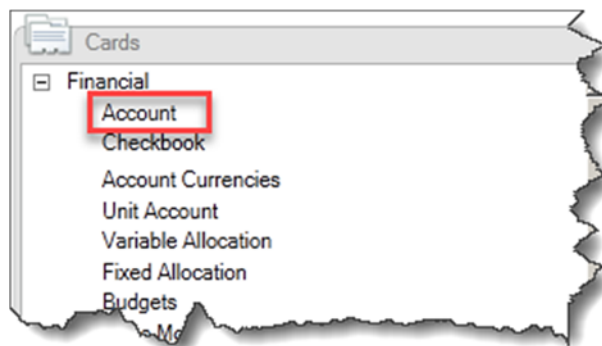 Cards
Financial
Account
Checkbook
Account Currencies
Unit Account
Variable Allocation
Fixed Allocation
Budgets